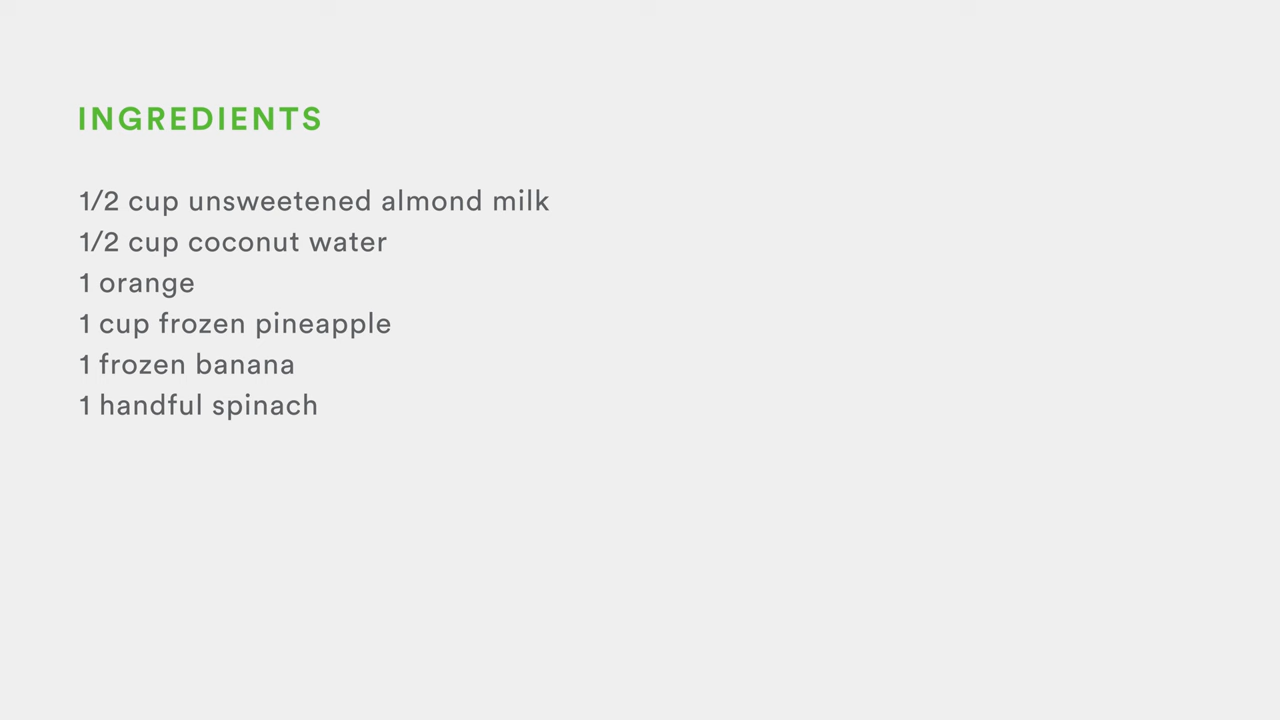 INGREDIENTS
1/2 cup unsweetened almond milk
1/2 cup coconut water
1 orange
1 cup frozen pineapple
1 frozen banana
1 handful spinach